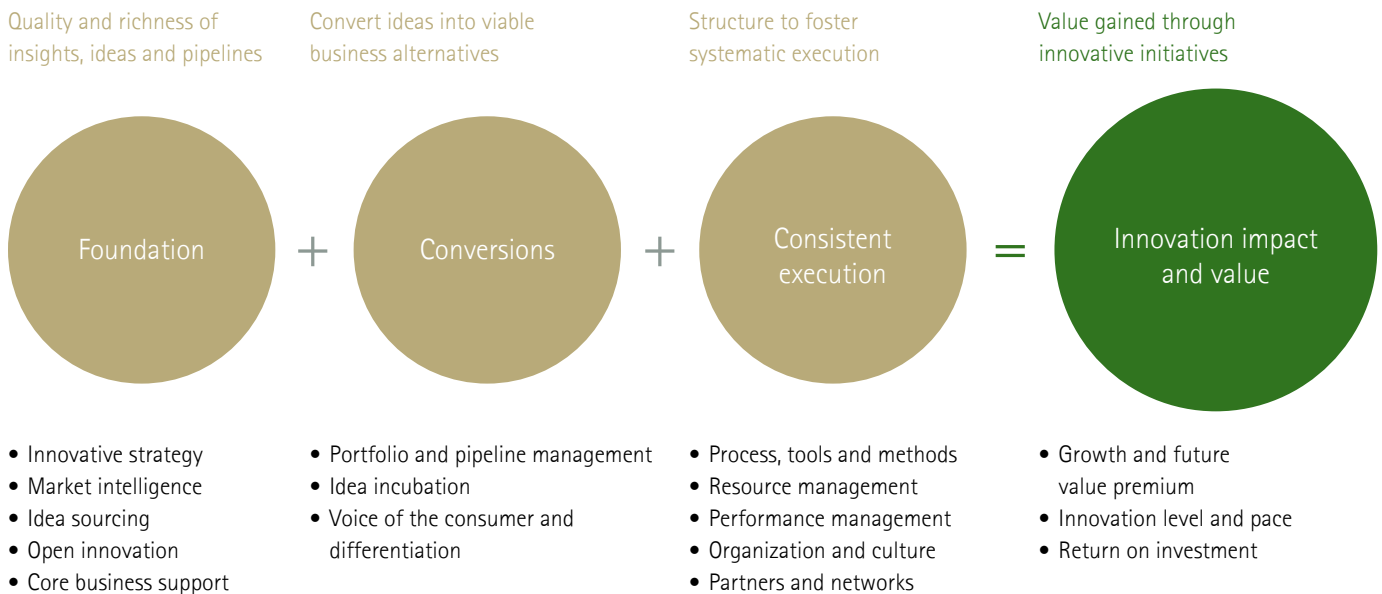 Quality and richness of
insights, ideas and pipelines
Convert ideas into viable
business alternatives
Structure to foster
systematic execution
Value gained through
innovative initiatives
Foundation
+
Conversions
+
Consistent
execution
=
Innovation impact
and value
• Innovative strategy
• Market intelligence
• Idea sourcing
• Open innovation
• Core business support
• Portfolio and pipeline management
• Idea incubation
• Voice of the consumer and
differentiation
• Process, tools and methods
• Resource management
• Performance management
• Organization and culture
• Partners and networks
• Growth and future
value premium
• Innovation level and pace
• Return on investment